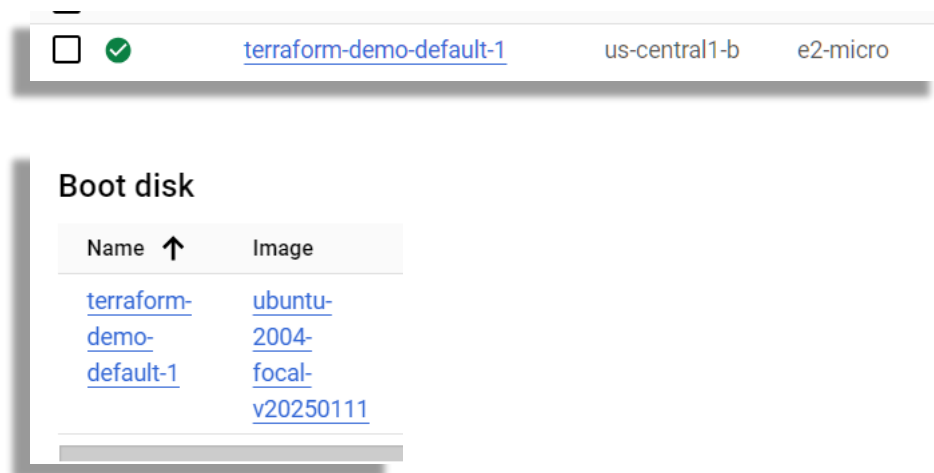 terraform-demo-default-1 us-central1-b e2-micro
Boot disk
Name Image
terraform- ubuntu-
demo- 2004-
default-1 focal-
v20250111